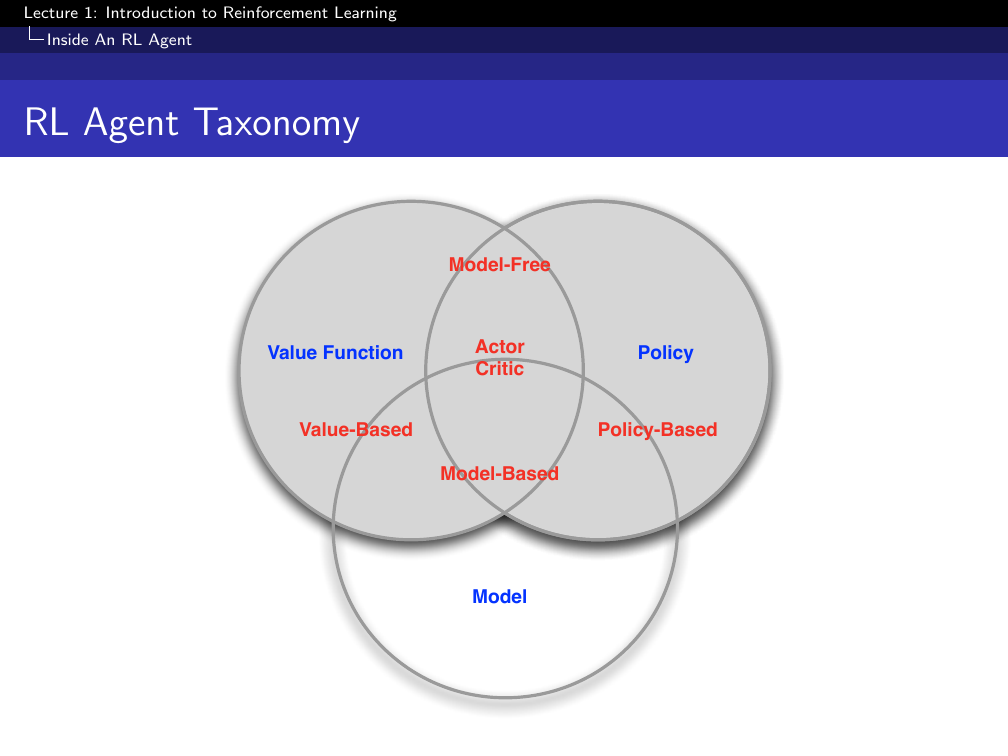 Lecture 1: Introduction to Reinforcement Learning
Inside An RL Agent
RL Agent Taxonomy
Model-Free
Value Function
Actor
Critic
Policy
Value-Based
Policy-Based
Model-Based
Model